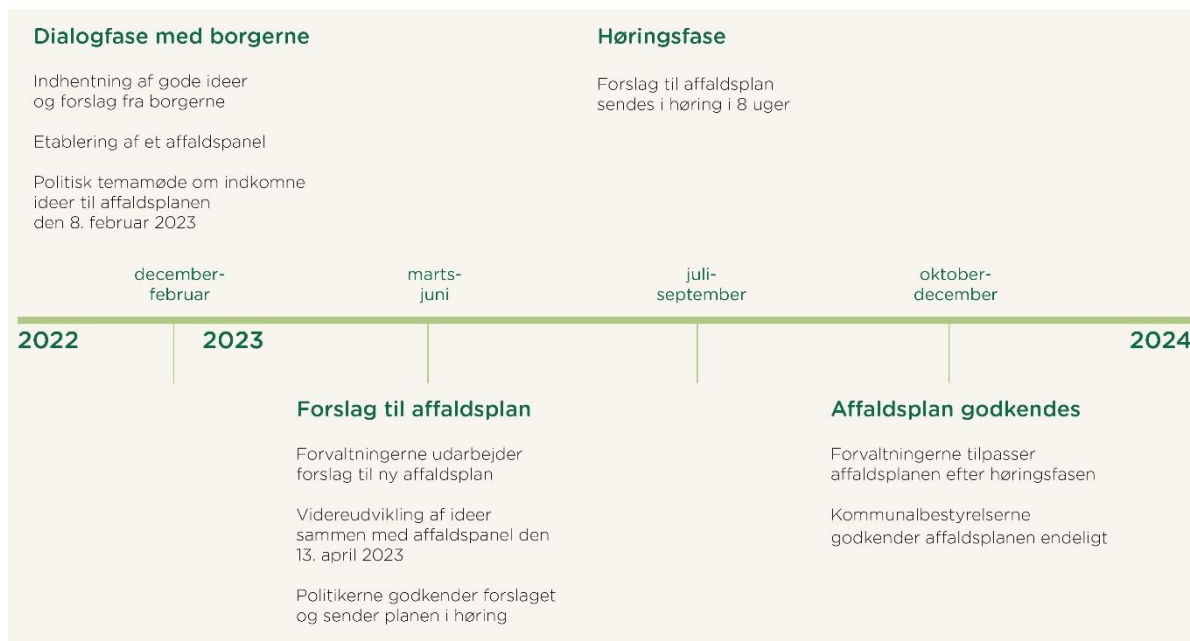 Dialogfase med borgerne
Indhentning af gode ideer
og forslag fra borgerne
Etablering af et affaldspanel
Politisk temamøde om indkomne
ideer til affaldsplanen
den 8. februar 2023
Høringsfase
Forslag til affaldsplan
sendes i høring i 8 uger
december-
februar
marts-
juni
juli-
september
oktober-
december
2022
2023
2024
Forslag til affaldsplan
Forvaltningerne udarbejder
forslag til ny affaldsplan
Videreudvikling af ideer
sammen med affaldspanel den
13. april 2023
Politikerne godkender forslaget
og sender planen i høring
Affaldsplan godkendes
Forvaltningerne tilpasser
affaldsplanen efter høringsfasen
Kommunalbestyrelserne
godkender affaldsplanen endeligt